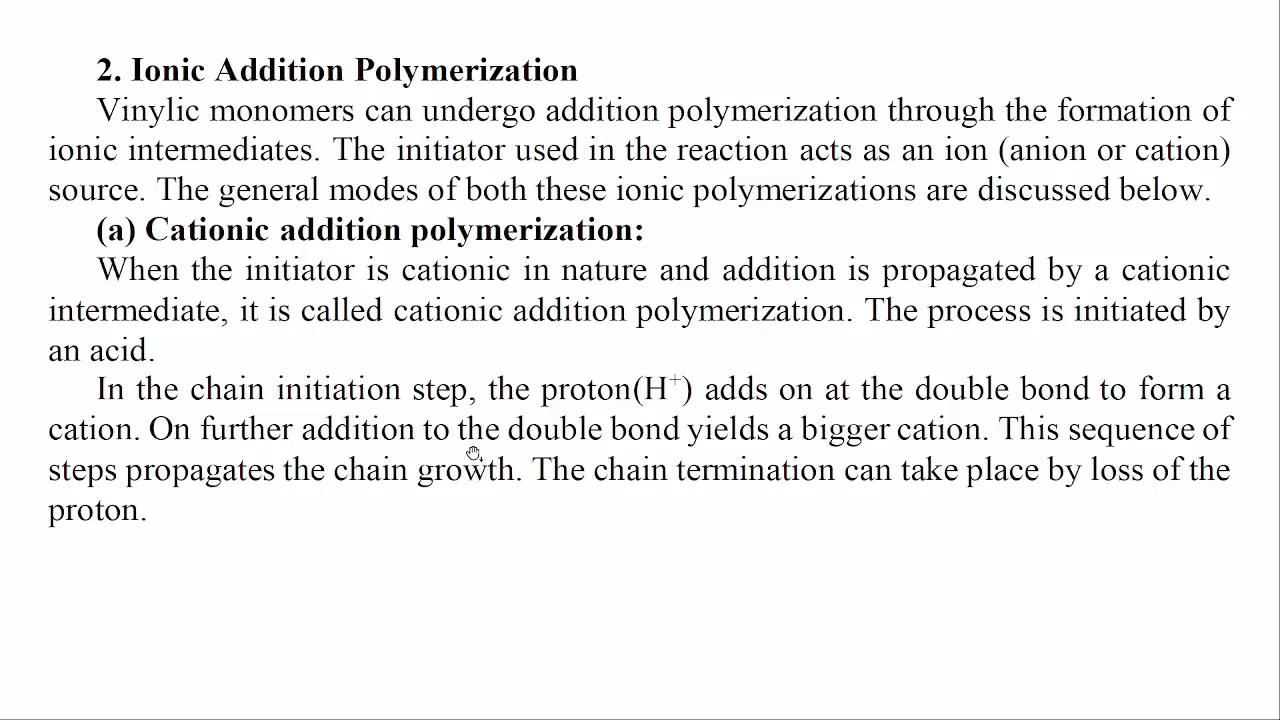 2. Ionic Addition Polymerization
Vinylic monomers can undergo addition polymerization through the formation of
ionic intermediates. The initiator used in the reaction acts as an ion (anion or cation)
source. The general modes of both these ionic polymerizations are discussed below.
(a) Cationic addition polymerization:
When the initiator is cationic in nature and addition is propagated by a cationic
intermediate, it is called cationic addition polymerization. The process is initiated by
an acid.
In the chain initiation step, the proton(H⁺) adds on at the double bond to form a
cation. On further addition to the double bond yields a bigger cation. This sequence of
steps propagates the chain growth. The chain termination can take place by loss of the
proton.